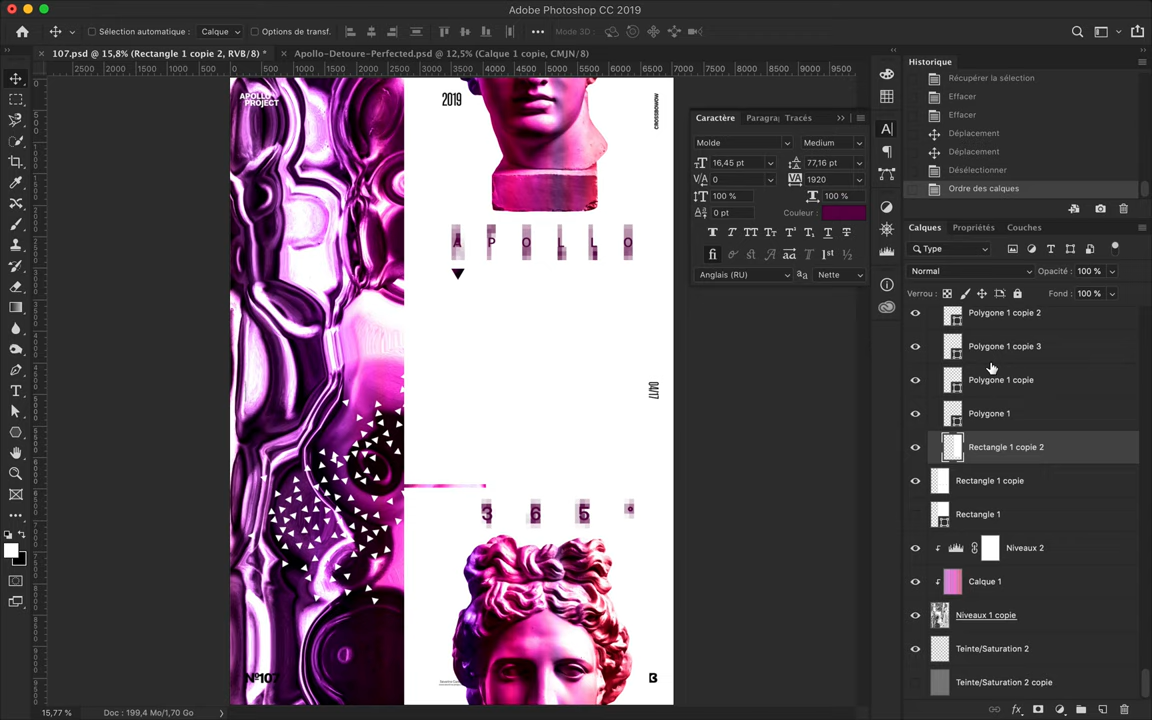 Adobe Photoshop CC 2019
Sélection automatique : Calque Options de transf. Mode 3D :
107.psd @ 15,8% (Rectangle 1 copie 2, RVB/8) * Apollo-Detoure-Perfected.psd @ 12,5% (Calque 1 copie, CMJN/8)
2500 2000 1500 1000 500 0 500 1000 1500 2000 2500 3000 3500 4000 4500 5000 5500 6000 6500 7000 7500 8000 8500 9000 9500
APOLLO
PROJECT
2019
CROSSBOWOW
APOLLO
04/17
365°
Nº107
B
Caractère Paragra Tracés
Molde Medium
16,45 pt 77,16 pt
0 1920
100 % 100 %
0 pt Couleur :
Anglais (RU) Nette
Historique
Récupérer la sélection
Effacer
Effacer
Déplacement
Déplacement
Désélectionner
Ordre des calques
Calques Propriétés Couches
Type
Normal Opacité : 100 %
Verrou : Fond : 100 %
Polygone 1 copie 2
Polygone 1 copie 3
Polygone 1 copie
Polygone 1
Rectangle 1 copie 2
Rectangle 1 copie
Rectangle 1
Niveaux 2
Calque 1
Niveaux 1 copie
Teinte/Saturation 2
Teinte/Saturation 2 copie
15,77 % Doc : 199,4 Mo/1,70 Go